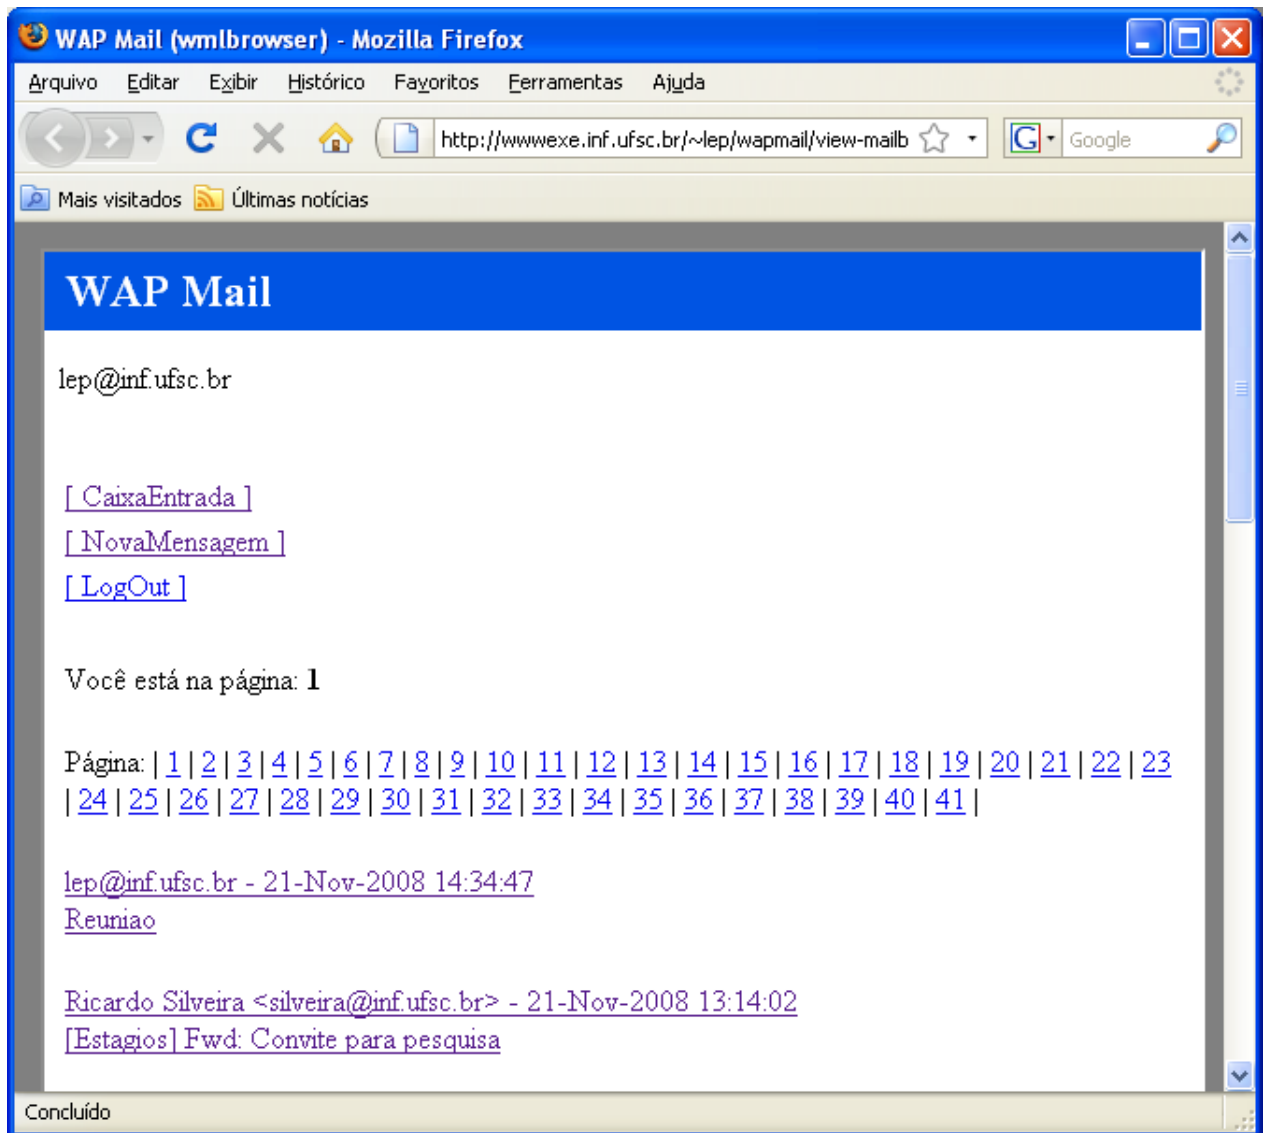 WAP Mail (wmlbrowser) - Mozilla Firefox
Arquivo Editar Exibir Histórico Favoritos Ferramentas Ajuda
http://wwwexe.inf.ufsc.br/~lep/wapmail/view-mailb G Google
Mais visitados Últimas notícias
WAP Mail
lep@inf.ufsc.br
[ CaixaEntrada ]
[ NovaMensagem ]
[ LogOut ]
Você está na página: 1
Página: | 1 | 2 | 3 | 4 | 5 | 6 | 7 | 8 | 9 | 10 | 11 | 12 | 13 | 14 | 15 | 16 | 17 | 18 | 19 | 20 | 21 | 22 | 23
| 24 | 25 | 26 | 27 | 28 | 29 | 30 | 31 | 32 | 33 | 34 | 35 | 36 | 37 | 38 | 39 | 40 | 41 |
lep@inf.ufsc.br - 21-Nov-2008 14:34:47
Reuniao
Ricardo Silveira <silveira@inf.ufsc.br> - 21-Nov-2008 13:14:02
[Estagios] Fwd: Convite para pesquisa
Concluído